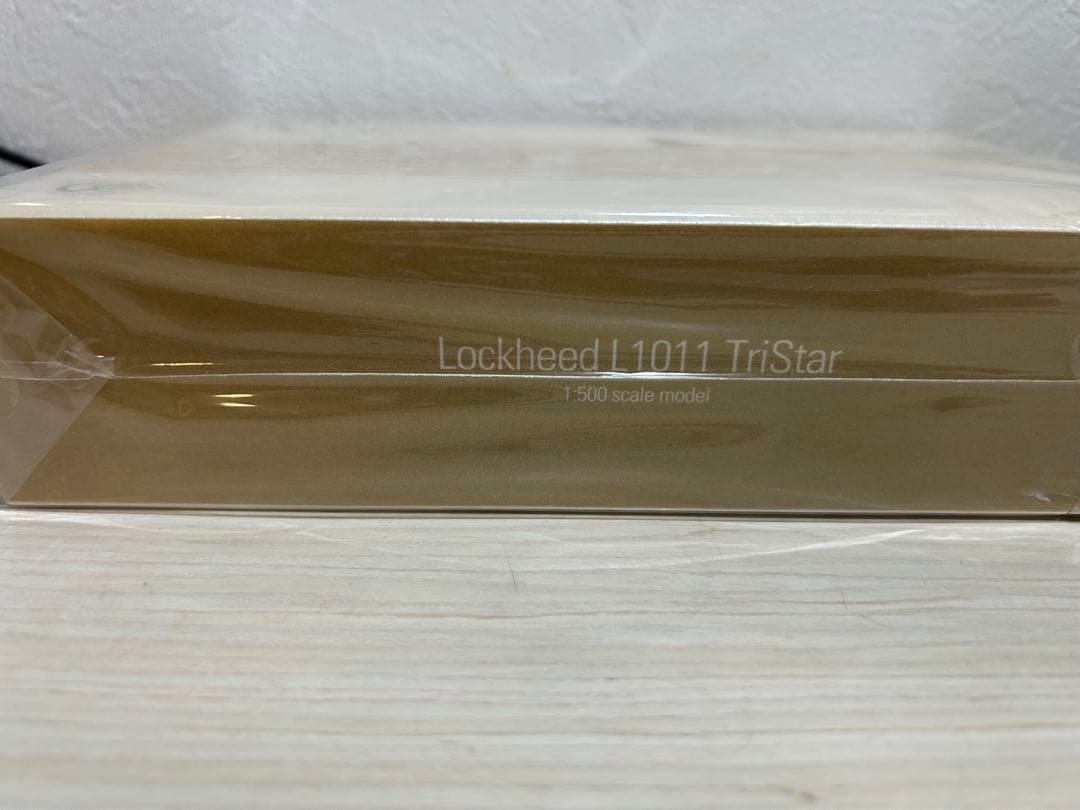 Lockheed L1011 TriStar
1:500 scale model